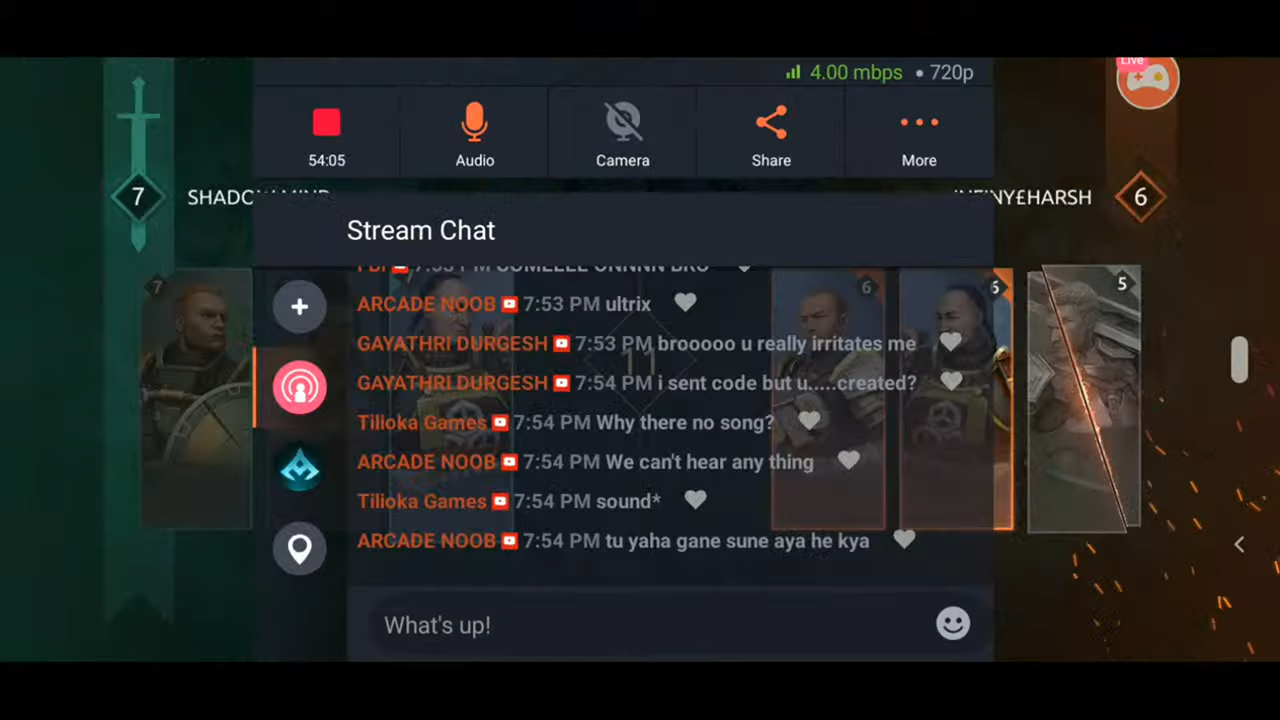 4.00 mbps • 720p
Live
54:05
Audio
Camera
Share
More
7
INFINY£HARSH
6
Stream Chat
7
6
6
5
ARCADE NOOB 7:53 PM ultrix
GAYATHRI DURGESH 7:53 PM brooooo u really irritates me
GAYATHRI DURGESH 7:54 PM i sent code but u.....created?
Tilioka Games 7:54 PM Why there no song?
ARCADE NOOB 7:54 PM We can't hear any thing
Tilioka Games 7:54 PM sound*
ARCADE NOOB 7:54 PM tu yaha gane sune aya he kya
What's up!